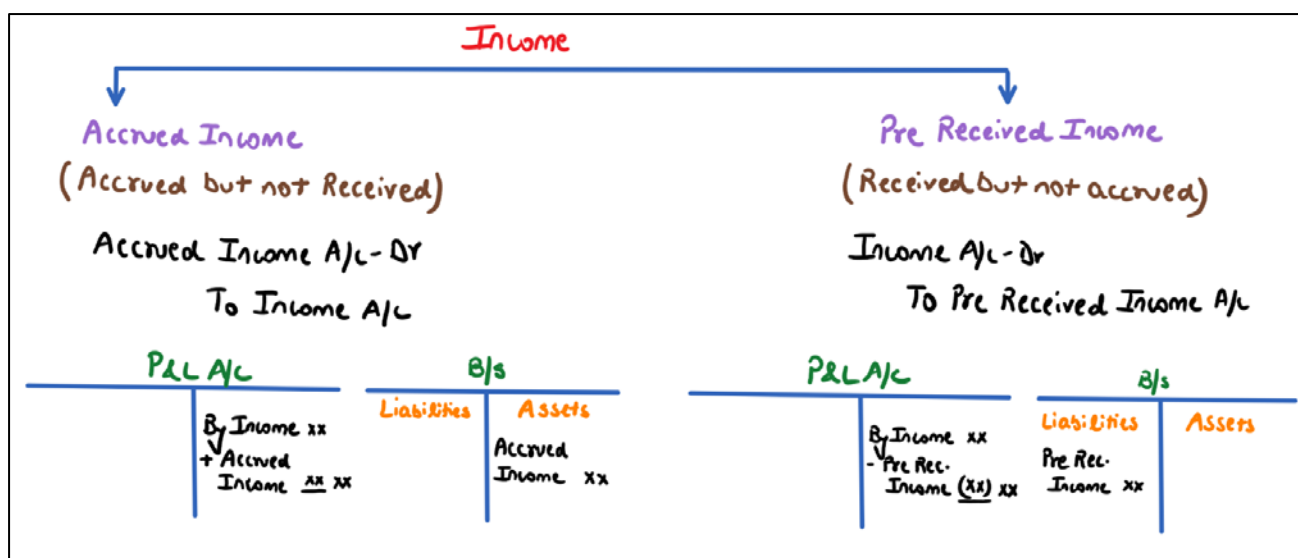 Income
Accrued Income
(Accrued but not Received)
Accrued Income A/c - Dr
To Income A/c
P&L A/c
By Income xx
+ Accrued
Income xx xx
B/s
Liabilities Assets
Accrued
Income xx
Pre Received Income
(Received but not accrued)
Income A/c - Dr
To Pre Received Income A/c
P&L A/c
By Income xx
- Pre Rec.
Income (xx) xx
B/s
Liabilities Assets
Pre Rec.
Income xx